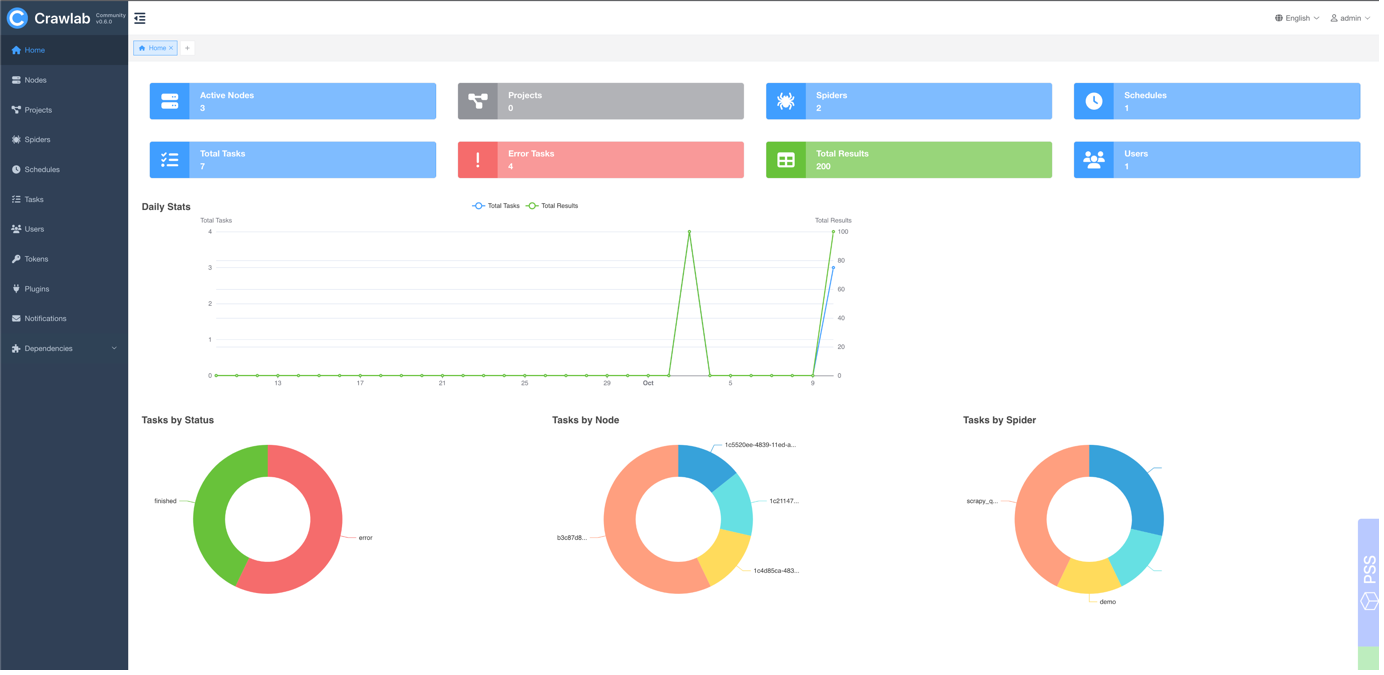 Crawlab Community v0.6.0
English admin
Home
Home
Nodes
Projects
Spiders
Schedules
Tasks
Users
Tokens
Plugins
Notifications
Dependencies
Active Nodes
3
Projects
0
Spiders
2
Schedules
1
Total Tasks
7
Error Tasks
4
Total Results
200
Users
1
Daily Stats
Total Tasks Total Results
Total Tasks
Total Results
4 100
80
3
60
2
40
1
20
0 0
13 17 21 25 29 Oct 5 9
Tasks by Status
finished
error
Tasks by Node
1c5520ee-4839-11ed-a...
1c21147...
1c4d85ca-483...
b3c87d8...
Tasks by Spider
scrapy_q...
demo
PSS